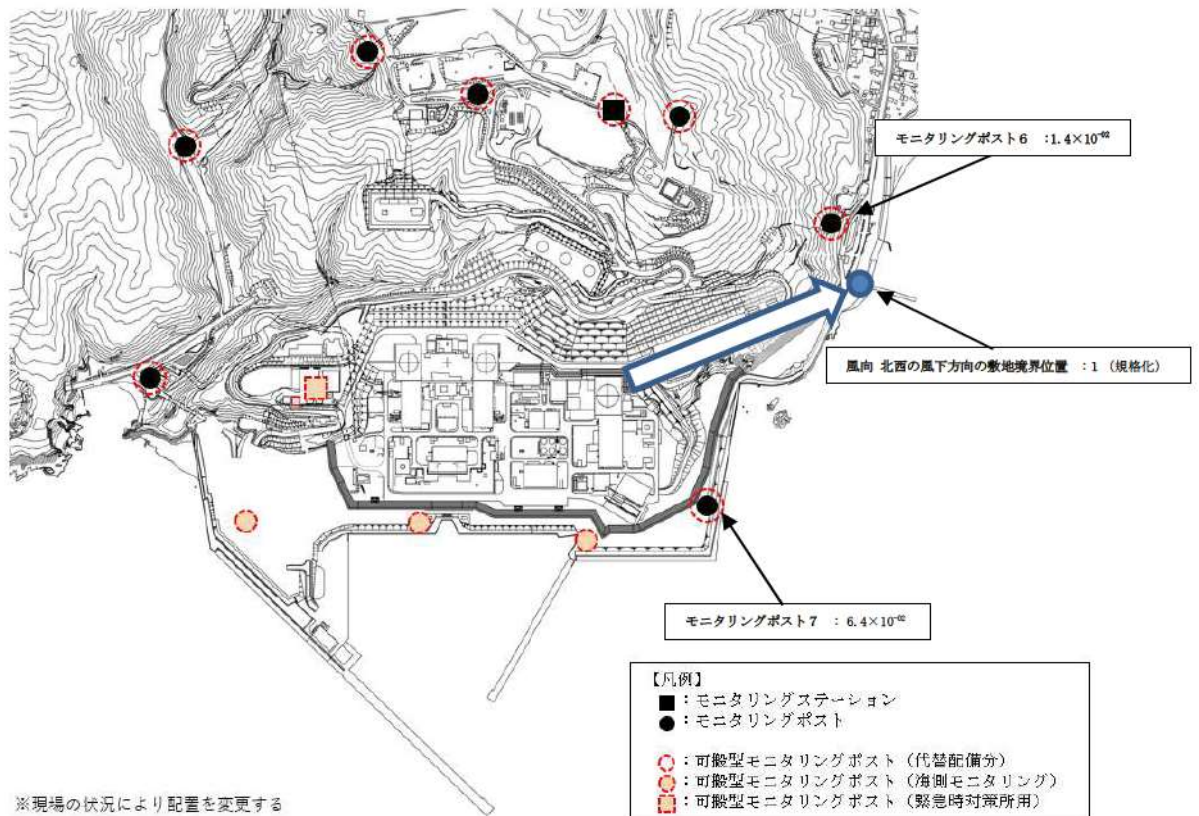 モニタリングポスト6 :1.4×10⁻⁰²
風向 北西の風下方向の敷地境界位置 :1 (規格化)
モニタリングポスト7 :6.4×10⁻⁰²
【凡例】
■:モニタリングステーション
●:モニタリングポスト
:可搬型モニタリングポスト(代替配備分)
:可搬型モニタリングポスト(海側モニタリング)
:可搬型モニタリングポスト(緊急時対策所用)
※現場の状況により配置を変更する